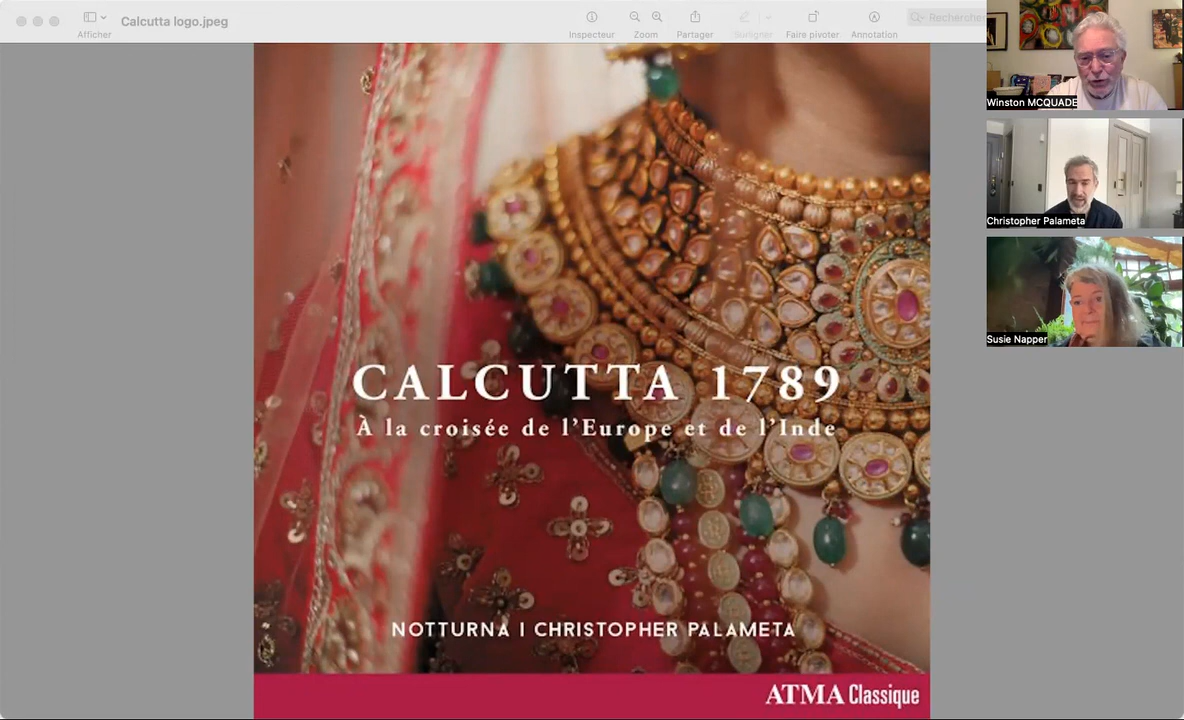 Calcutta logo.jpeg
Afficher
Inspecteur
Zoom
Partager
Surligner
Faire pivoter
Annotation
Rechercher
Winston MCQUADE
Christopher Palameta
Susie Napper
CALCUTTA 1789
À la croisée de l'Europe et de l'Inde
NOTTURNA I CHRISTOPHER PALAMETA
ATMA Classique